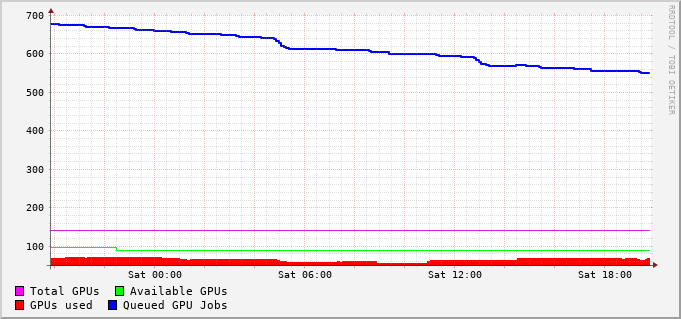 700
600
500
400
300
200
100
Sat 00:00 Sat 06:00 Sat 12:00 Sat 18:00
Total GPUs Available GPUs
GPUs used Queued GPU Jobs
RRDTOOL / TOBI OETIKER